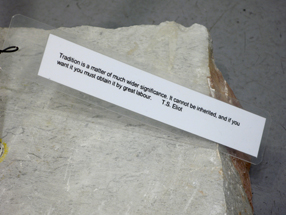 Tradition is a matter of much wider significance. It cannot be inherited, and if you
want it you must obtain it by great labour. T.S. Eliot